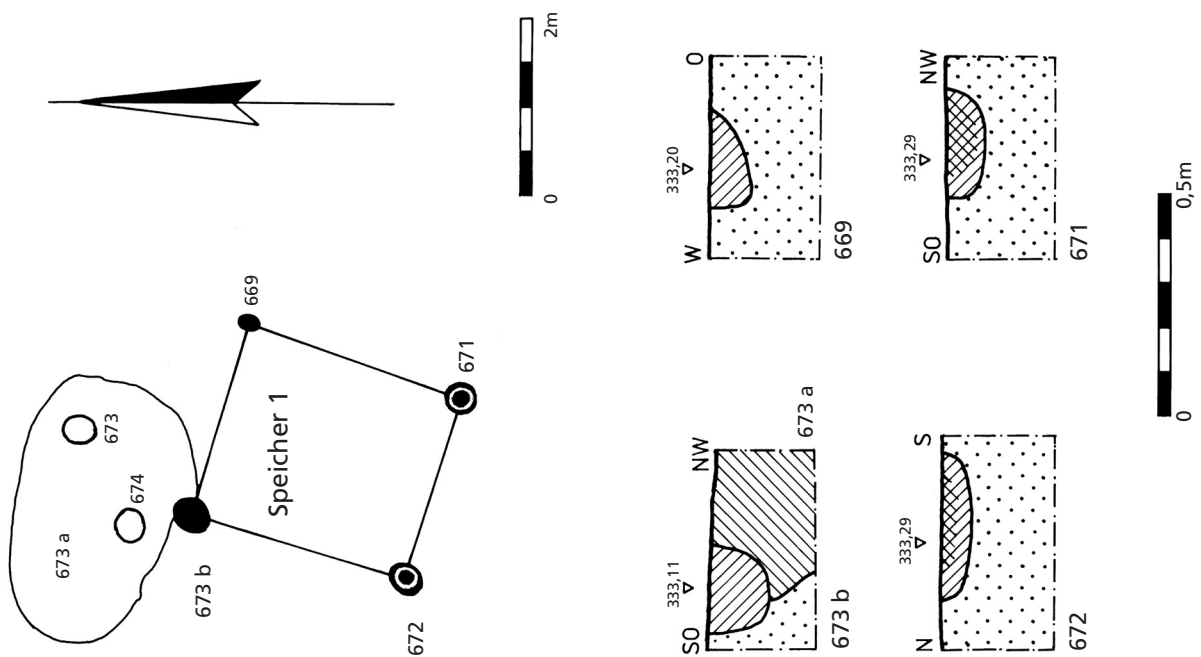 0
2m
673 a
674
673
673 b
669
Speicher 1
671
672
SO
333,11
NW
673 b
673 a
W
333,20
O
669
N
333,29
S
672
SO
333,29
NW
671
0
0,5m